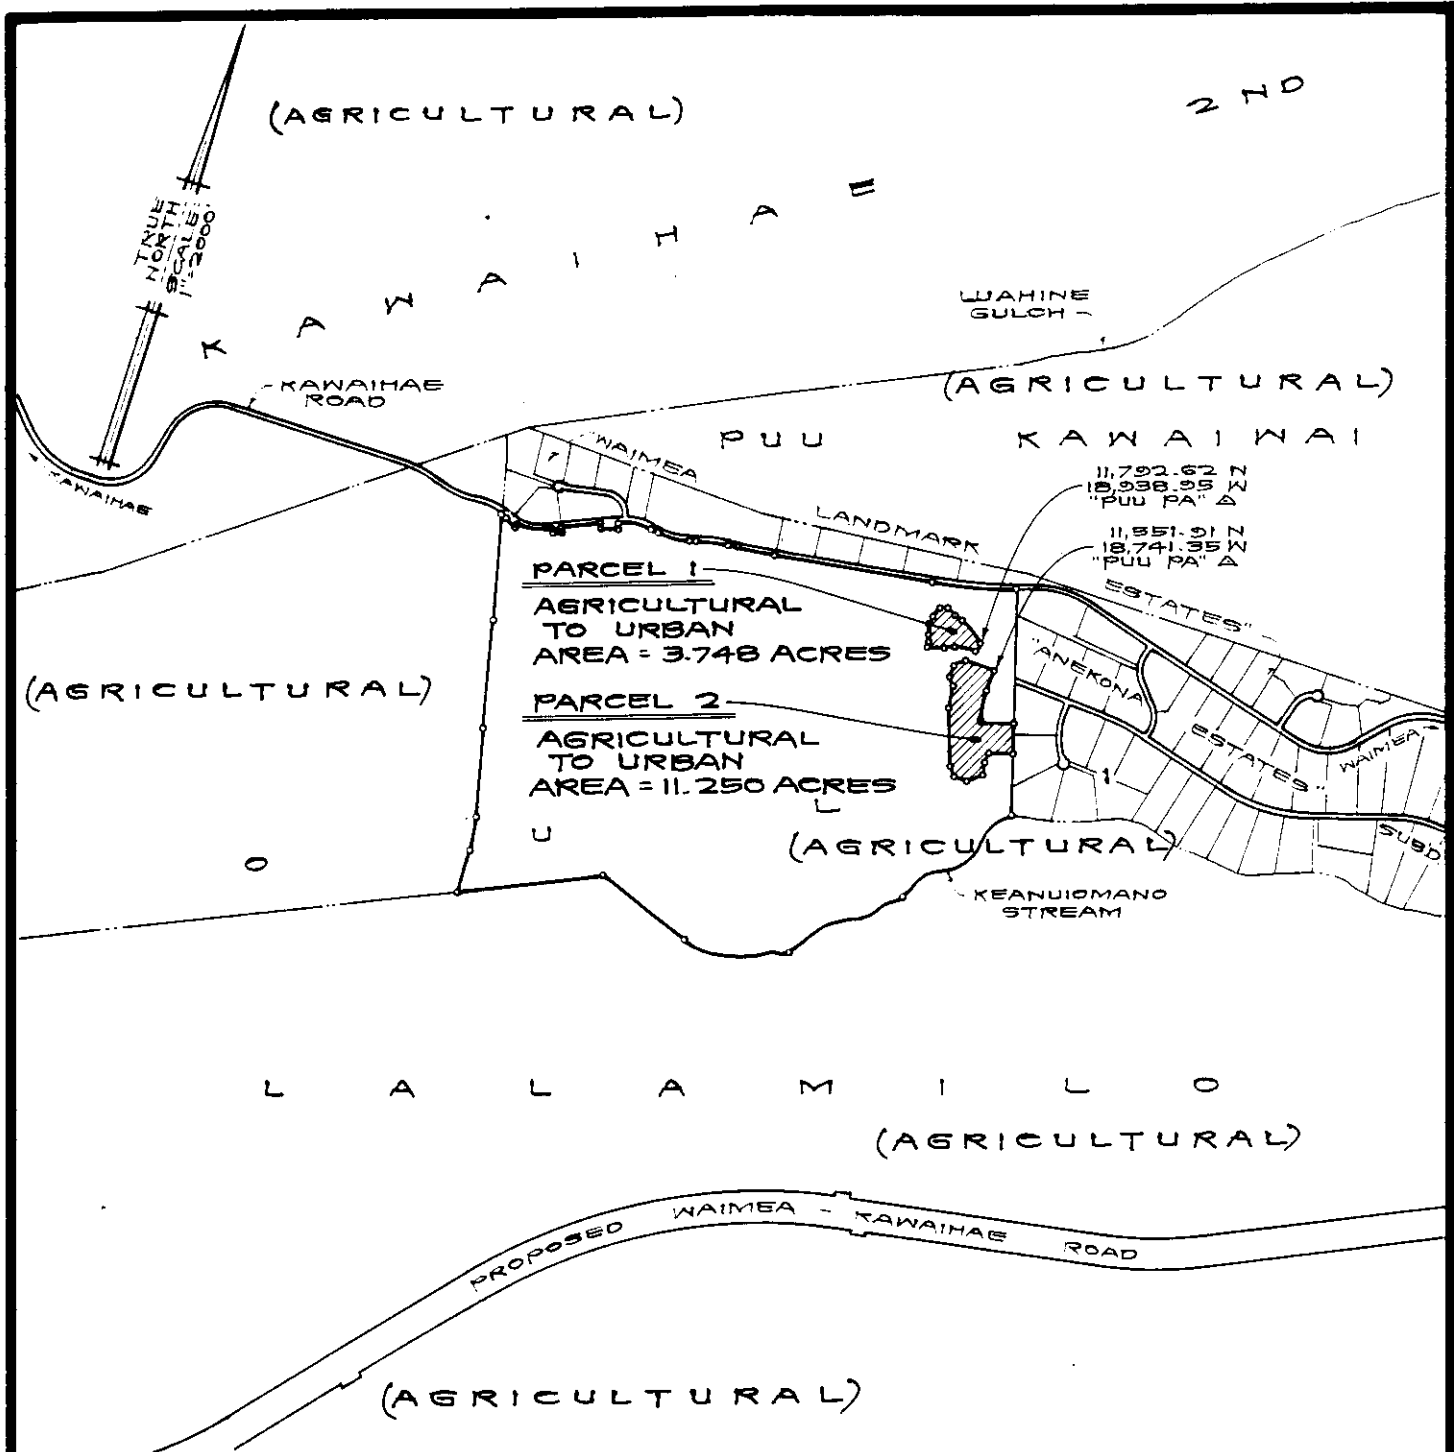 (AGRICULTURAL)
2 ND
TRUE
NORTH
SCALE:
1"=2000'
KAWAIHAE
WAHINE
GULCH
KAWAIHAE
ROAD
(AGRICULTURAL)
PUU KAWAIWAI
"WAIMEA
LANDMARK
ESTATES"
KAWAIHAE
11,792.62 N
18,938.95 W
"PUU PA" Δ
11,551.91 N
18,741.35 W
"PUU PA" Δ
PARCEL 1
AGRICULTURAL
TO URBAN
AREA = 3.748 ACRES
(AGRICULTURAL)
"ANEKONA
ESTATES"
WAIMEA
PARCEL 2
AGRICULTURAL
TO URBAN
AREA = 11.250 ACRES
O U L
I
(AGRICULTURAL)
SUBD
KEANUIOMANO
STREAM
LALAMILO
(AGRICULTURAL)
PROPOSED WAIMEA - KAWAIHAE ROAD
(AGRICULTURAL)